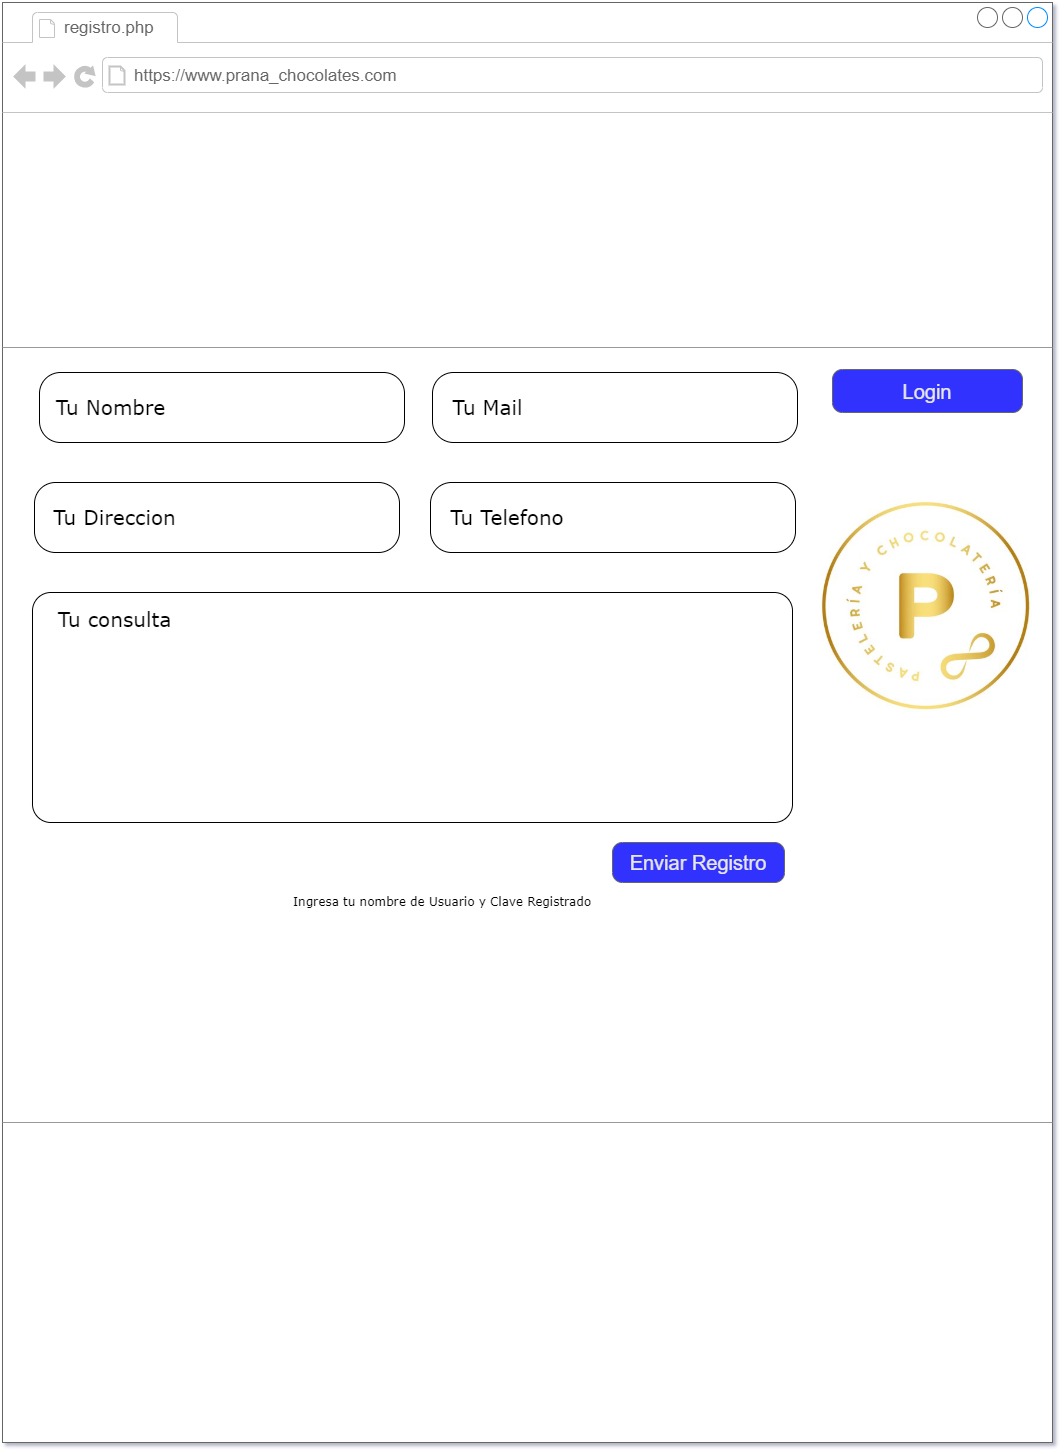 registro.php
https://www.prana_chocolates.com
Tu Nombre
Tu Mail
Login
Tu Direccion
Tu Telefono
PASTELERÍA Y CHOCOLATERÍA
P
Tu consulta
Enviar Registro
Ingresa tu nombre de Usuario y Clave Registrado